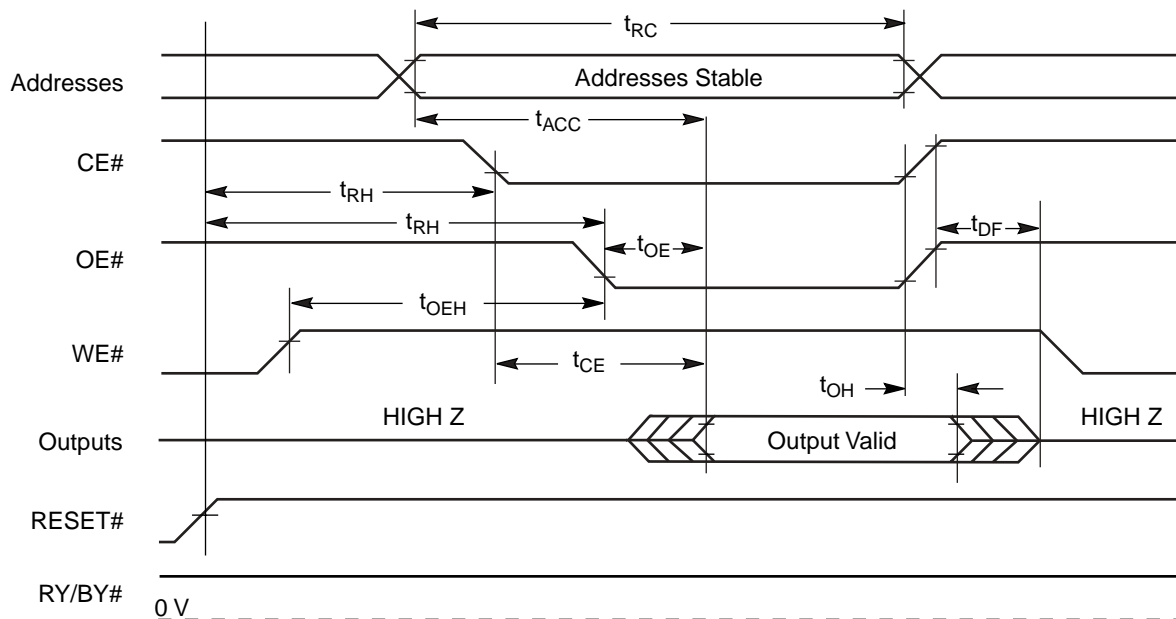 tRC
Addresses
Addresses Stable
tACC
CE#
tRH
tRH
tDF
tOE
OE#
tOEH
WE#
tCE
tOH
HIGH Z
HIGH Z
Outputs
Output Valid
RESET#
RY/BY#
0 V